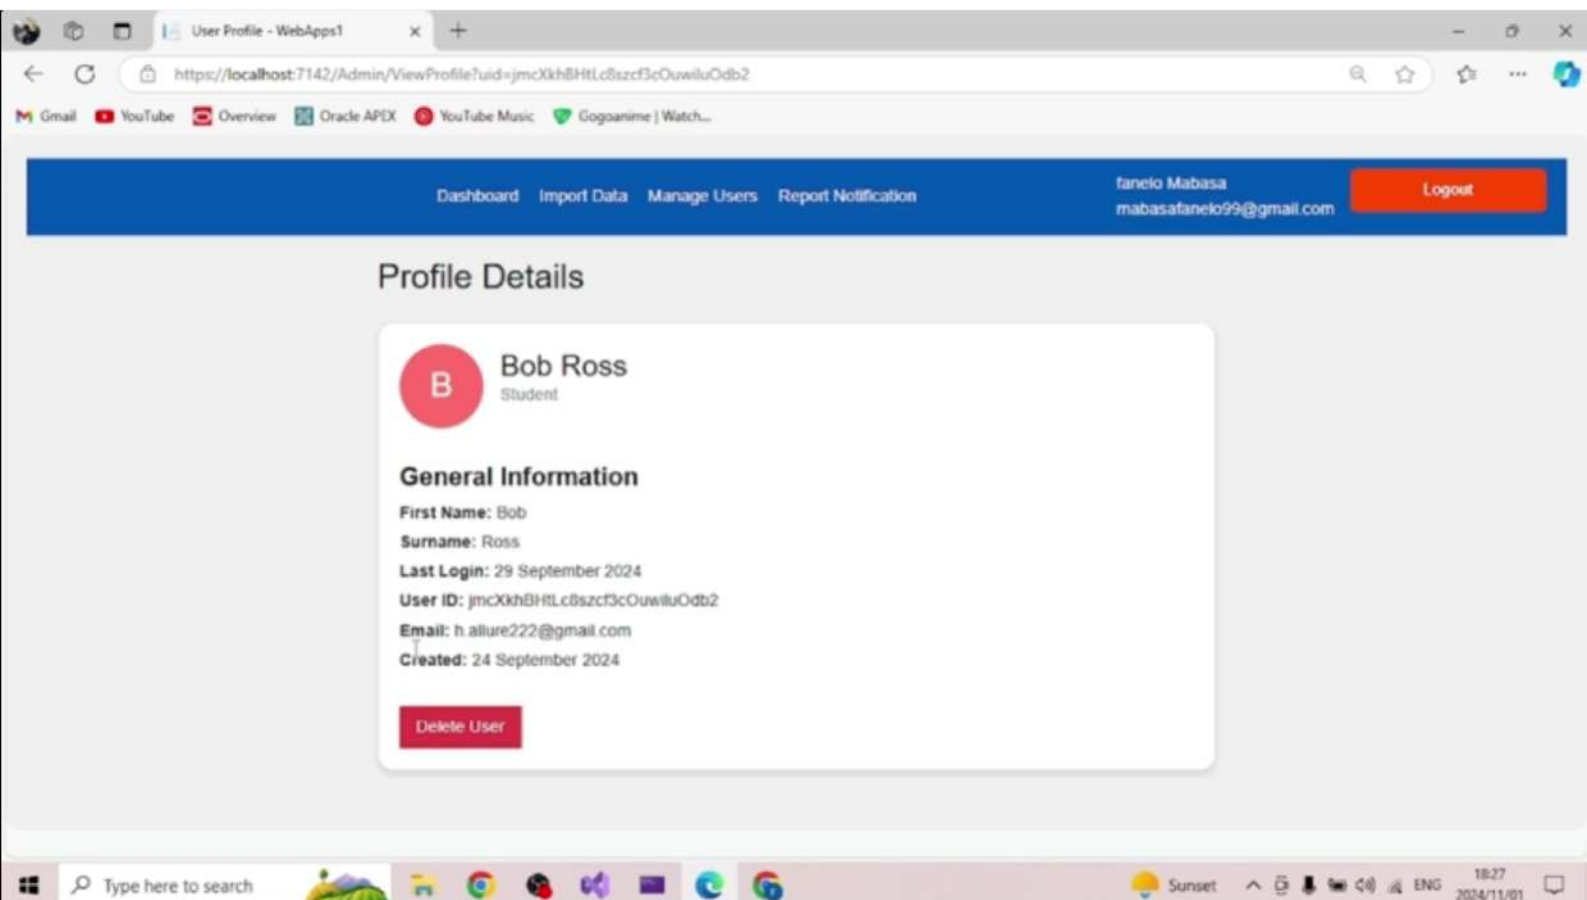 User Profile - WebApps1
https://localhost:7142/Admin/ViewProfile?uid=jmcXkhBHtLc8szcf3cOuwiluOdb2
Gmail YouTube Overview Oracle APEX YouTube Music Gogoanime | Watch...
Dashboard Import Data Manage Users Report Notification
fanelo Mabasa
mabasafanelo99@gmail.com
Logout
Profile Details
B
Bob Ross
Student
General Information
First Name: Bob
Surname: Ross
Last Login: 29 September 2024
User ID: jmcXkhBHtLc8szcf3cOuwiluOdb2
Email: h.allure222@gmail.com
Created: 24 September 2024
Delete User
Type here to search
Sunset
ENG
18:27
2024/11/01